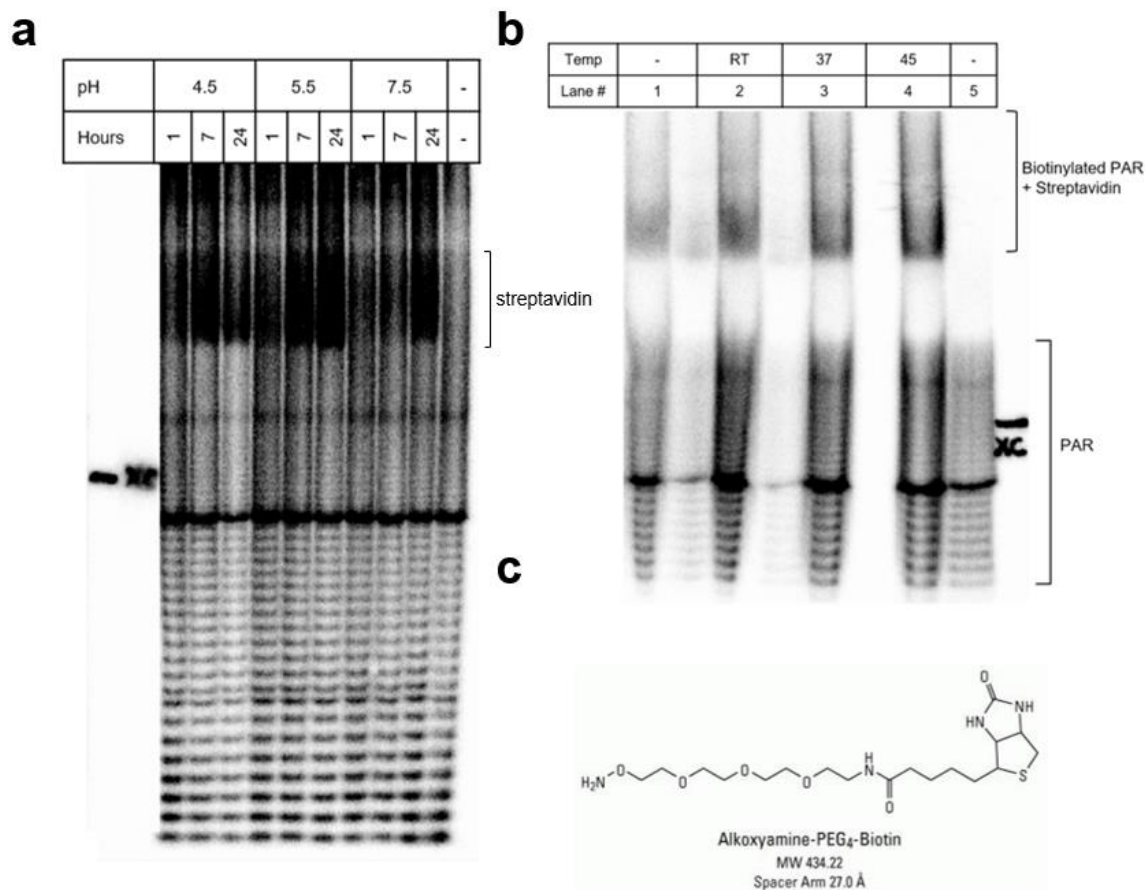 a
pH 4.5 5.5 7.5 -
Hours 1 7 24 1 7 24 1 7 24 -
streptavidin
XC
b
Temp - RT 37 45 -
Lane # 1 2 3 4 5
Biotinylated PAR
+ Streptavidin
XC
PAR
c
O
HN NH
H₂N O O O O H N O S
Alkoxyamine-PEG₄-Biotin
MW 434.22
Spacer Arm 27.0 Å